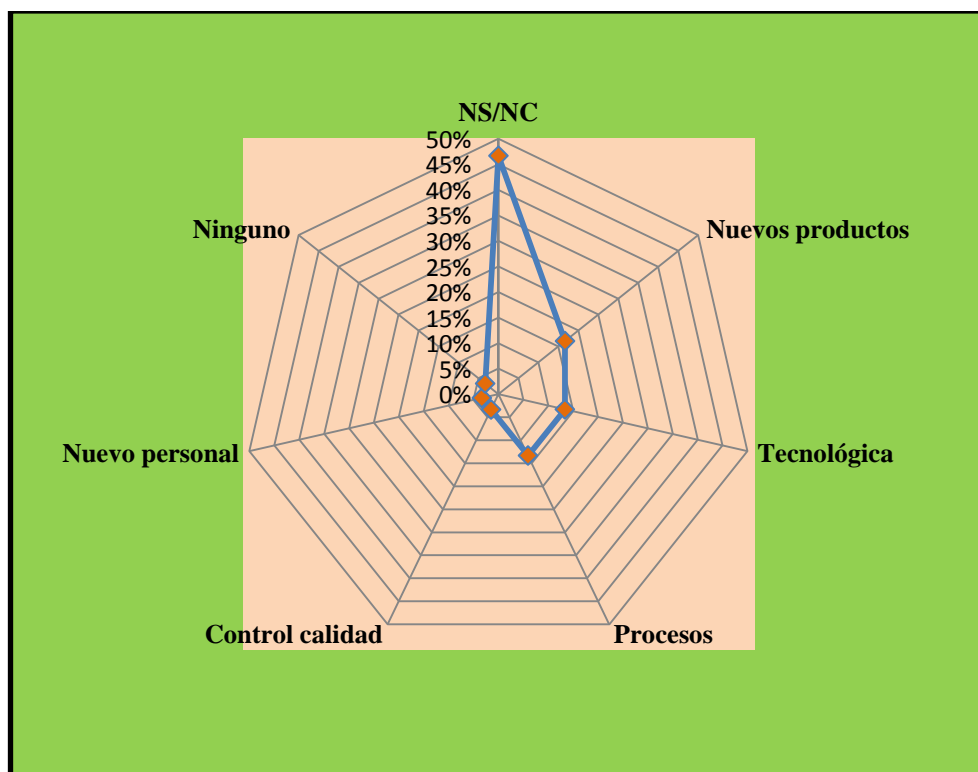 NS/NC
50%
45%
40%
35%
30%
25%
20%
15%
10%
5%
0%
Nuevos productos
Tecnológica
Procesos
Control calidad
Nuevo personal
Ninguno